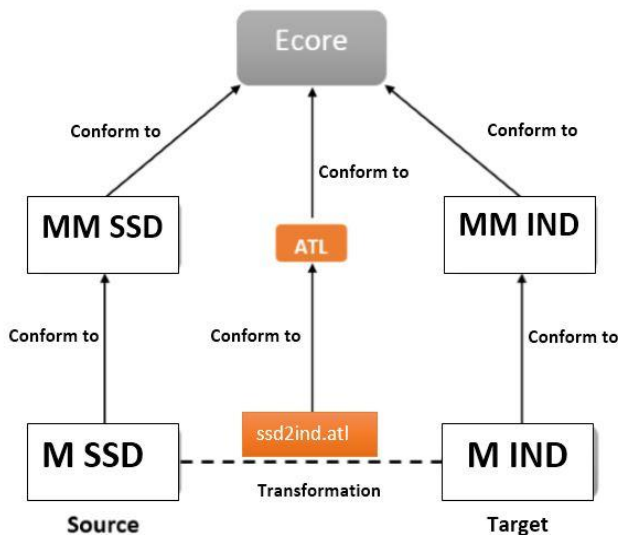 Ecore
Conform to
Conform to
Conform to
MM SSD
ATL
MM IND
Conform to
Conform to
Conform to
M SSD
ssd2ind.atl
M IND
Transformation
Source
Target